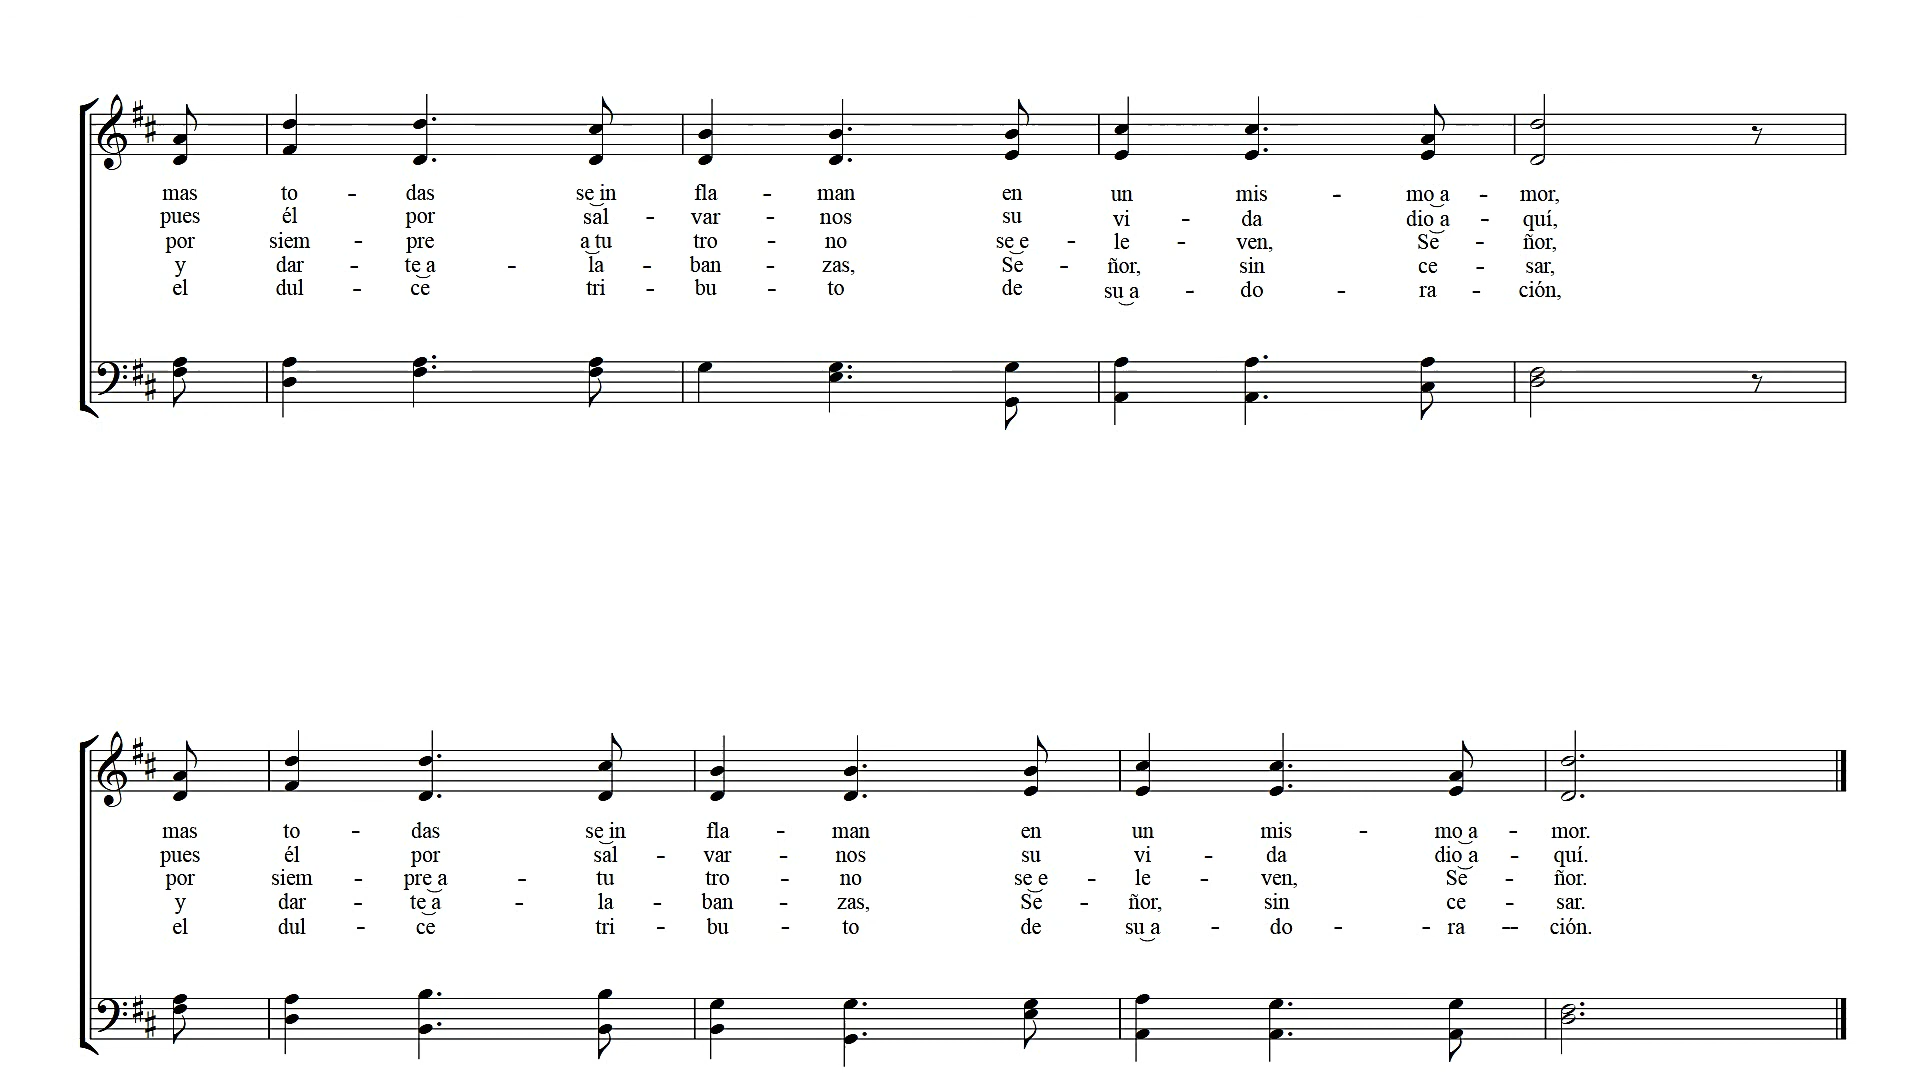 mas to - das se in fla - man en un mis - mo a - mor,
pues él por sal - var - nos su vi - da dio a - quí,
por siem - pre a tu tro - no se e - le - ven, Se - ñor,
y dar - te a - la - ban - zas, Se - ñor, sin ce - sar,
el dul - ce tri - bu - to de su a - do - ra - ción,
mas to - das se in fla - man en un mis - mo a - mor.
pues él por sal - var - nos su vi - da dio a - quí.
por siem - pre a - tu tro - no se e - le - ven, Se - ñor.
y dar - te a - la - ban - zas, Se - ñor, sin ce - sar.
el dul - ce tri - bu - to de su a - do - - ra -- ción.